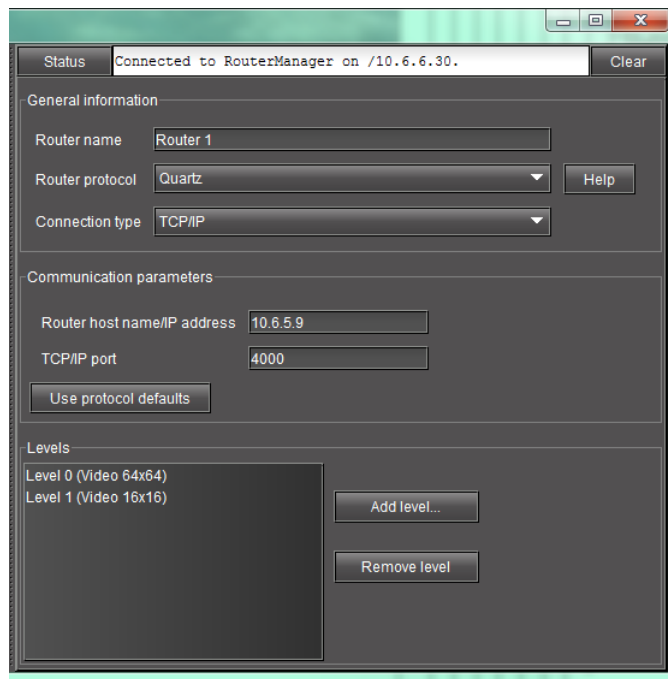 Status Connected to RouterManager on /10.6.6.30. Clear
General information
Router name Router 1
Router protocol Quartz Help
Connection type TCP/IP
Communication parameters
Router host name/IP address 10.6.5.9
TCP/IP port 4000
Use protocol defaults
Levels
Level 0 (Video 64x64)
Level 1 (Video 16x16)
Add level...
Remove level